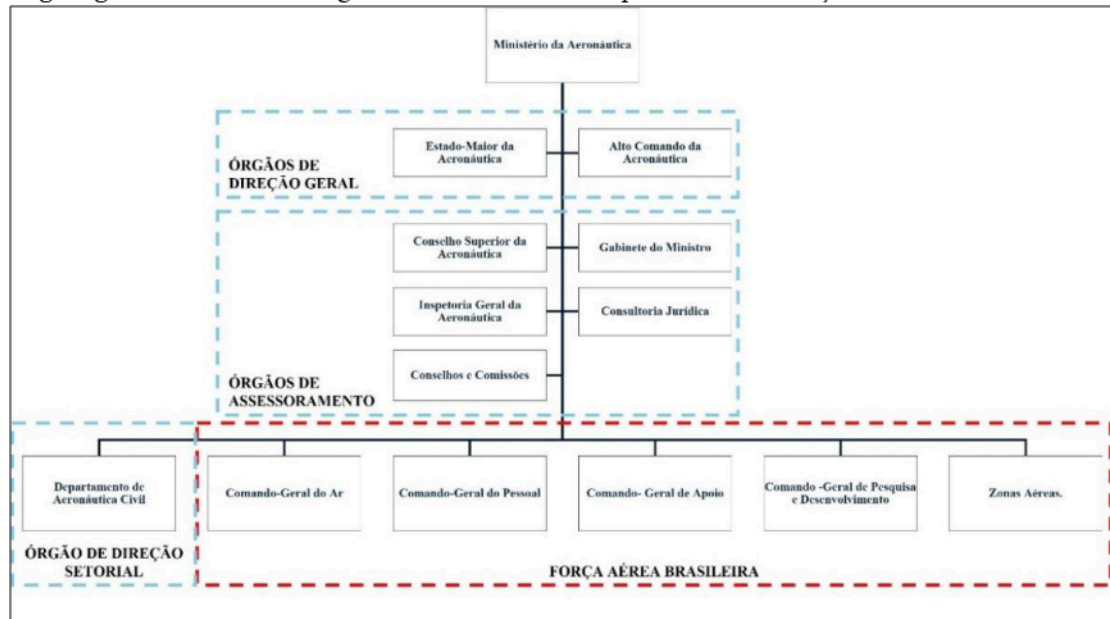 Ministério da Aeronáutica
Estado-Maior da
Aeronáutica
Alto Comando da
Aeronáutica
ÓRGÃOS DE
DIREÇÃO GERAL
Conselho Superior da
Aeronáutica
Gabinete do Ministro
Inspetoria Geral da
Aeronáutica
Consultoria Jurídica
Conselhos e Comissões
ÓRGÃOS DE
ASSESSORAMENTO
Departamento de
Aeronáutica Civil
Comando-Geral do Ar
Comando-Geral do Pessoal
Comando- Geral de Apoio
Comando -Geral de Pesquisa
e Desenvolvimento
Zonas Aéreas.
ÓRGÃO DE DIREÇÃO
SETORIAL
FORÇA AÉREA BRASILEIRA